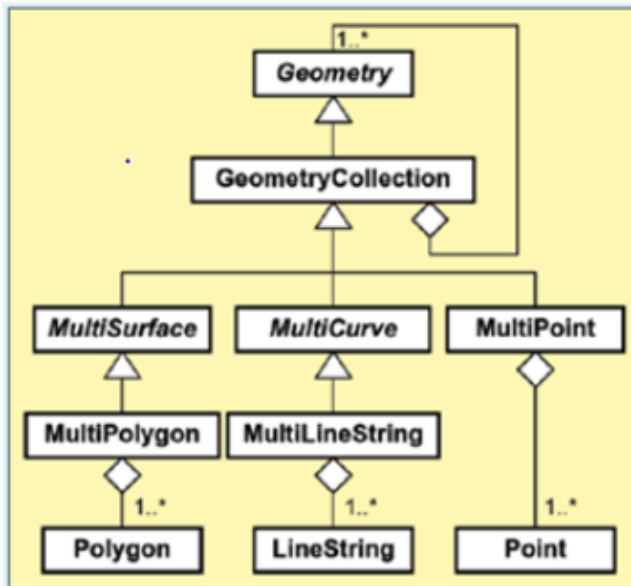 1..*
Geometry
GeometryCollection
MultiSurface MultiCurve MultiPoint
MultiPolygon MultiLineString
1..* 1..* 1..*
Polygon LineString Point